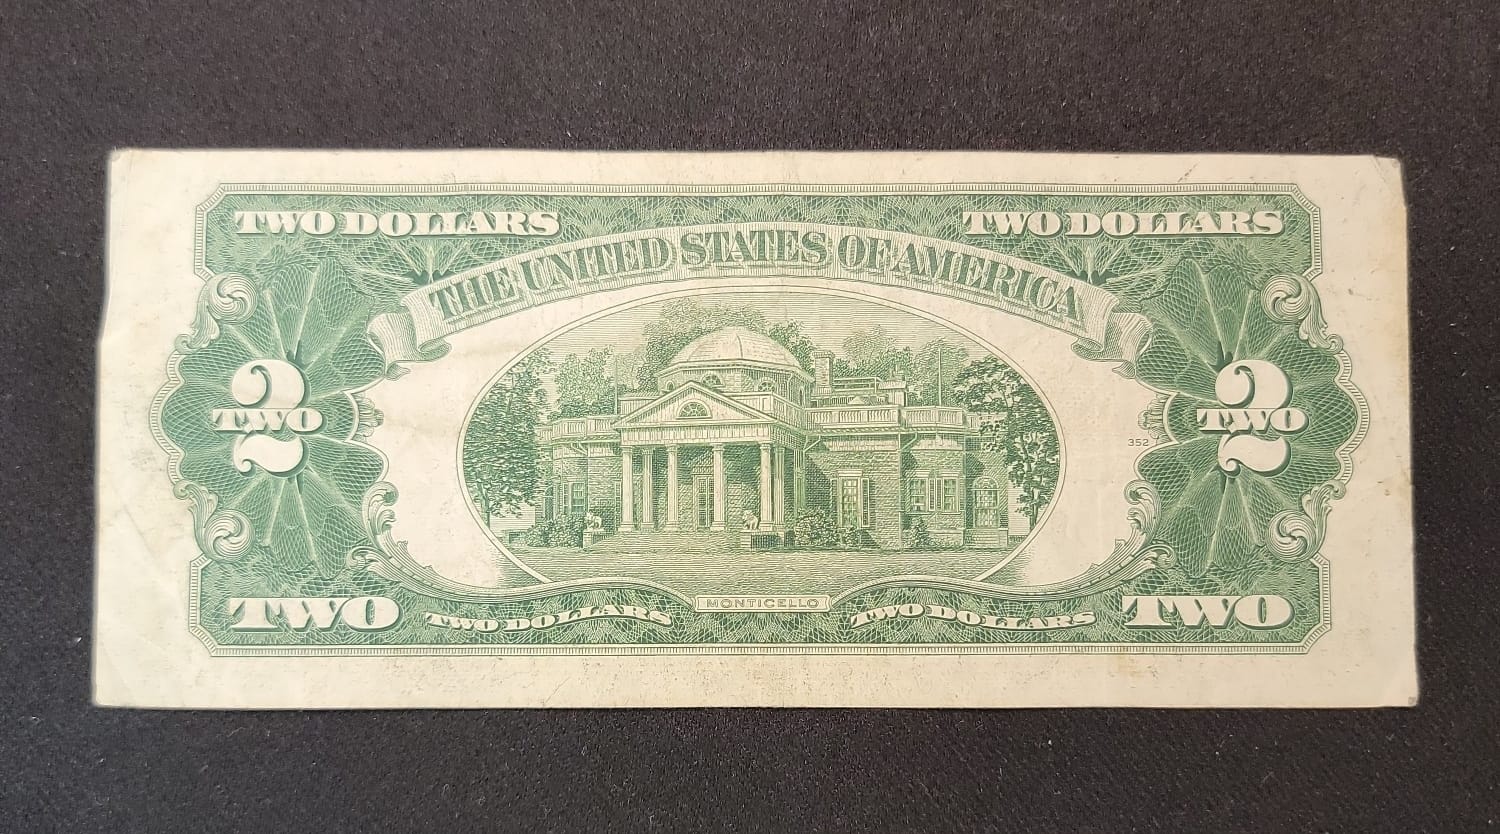 TWO DOLLARS TWO DOLLARS
THE UNITED STATES OF AMERICA
2 2
TWO TWO
352
MONTICELLO
TWO TWO DOLLARS TWO DOLLARS TWO